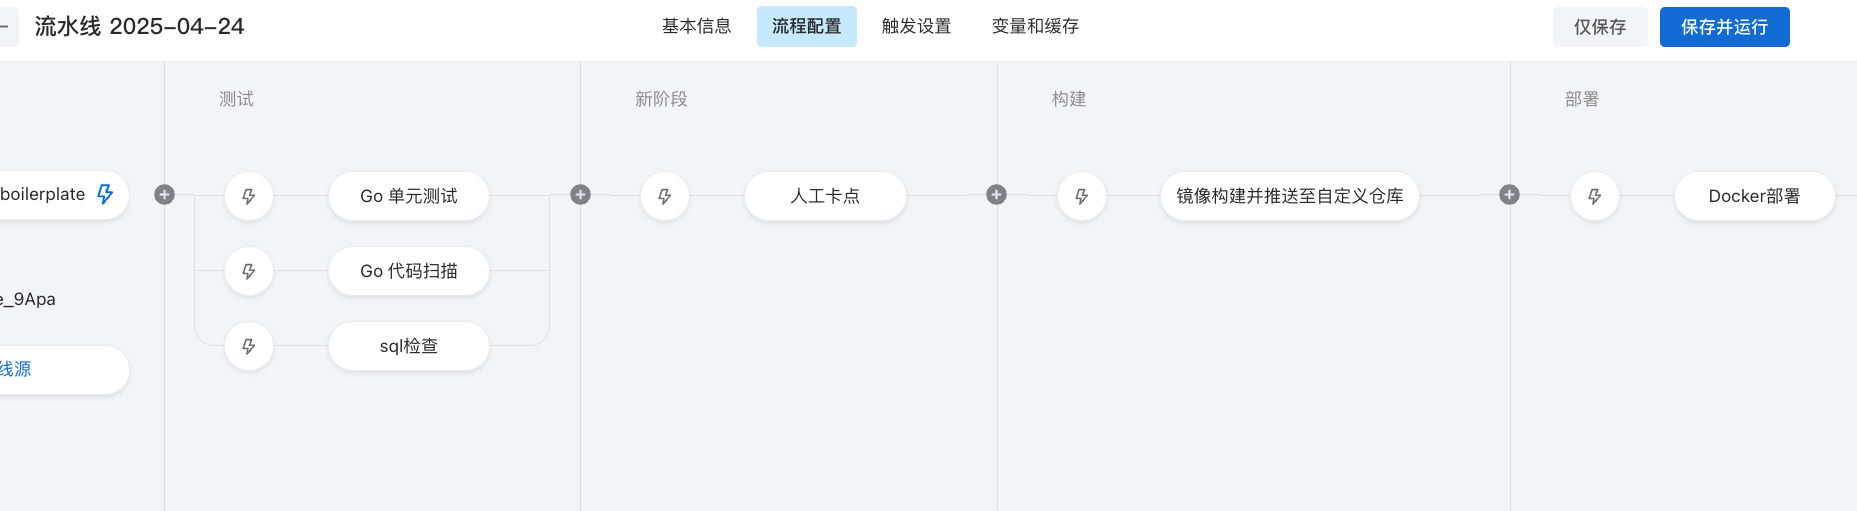 流水线 2025-04-24
基本信息
流程配置
触发设置
变量和缓存
仅保存
保存并运行
测试
新阶段
构建
部署
boilerplate
Go 单元测试
人工卡点
镜像构建并推送至自定义仓库
Docker部署
Go 代码扫描
e_9Apa
sql检查
线源